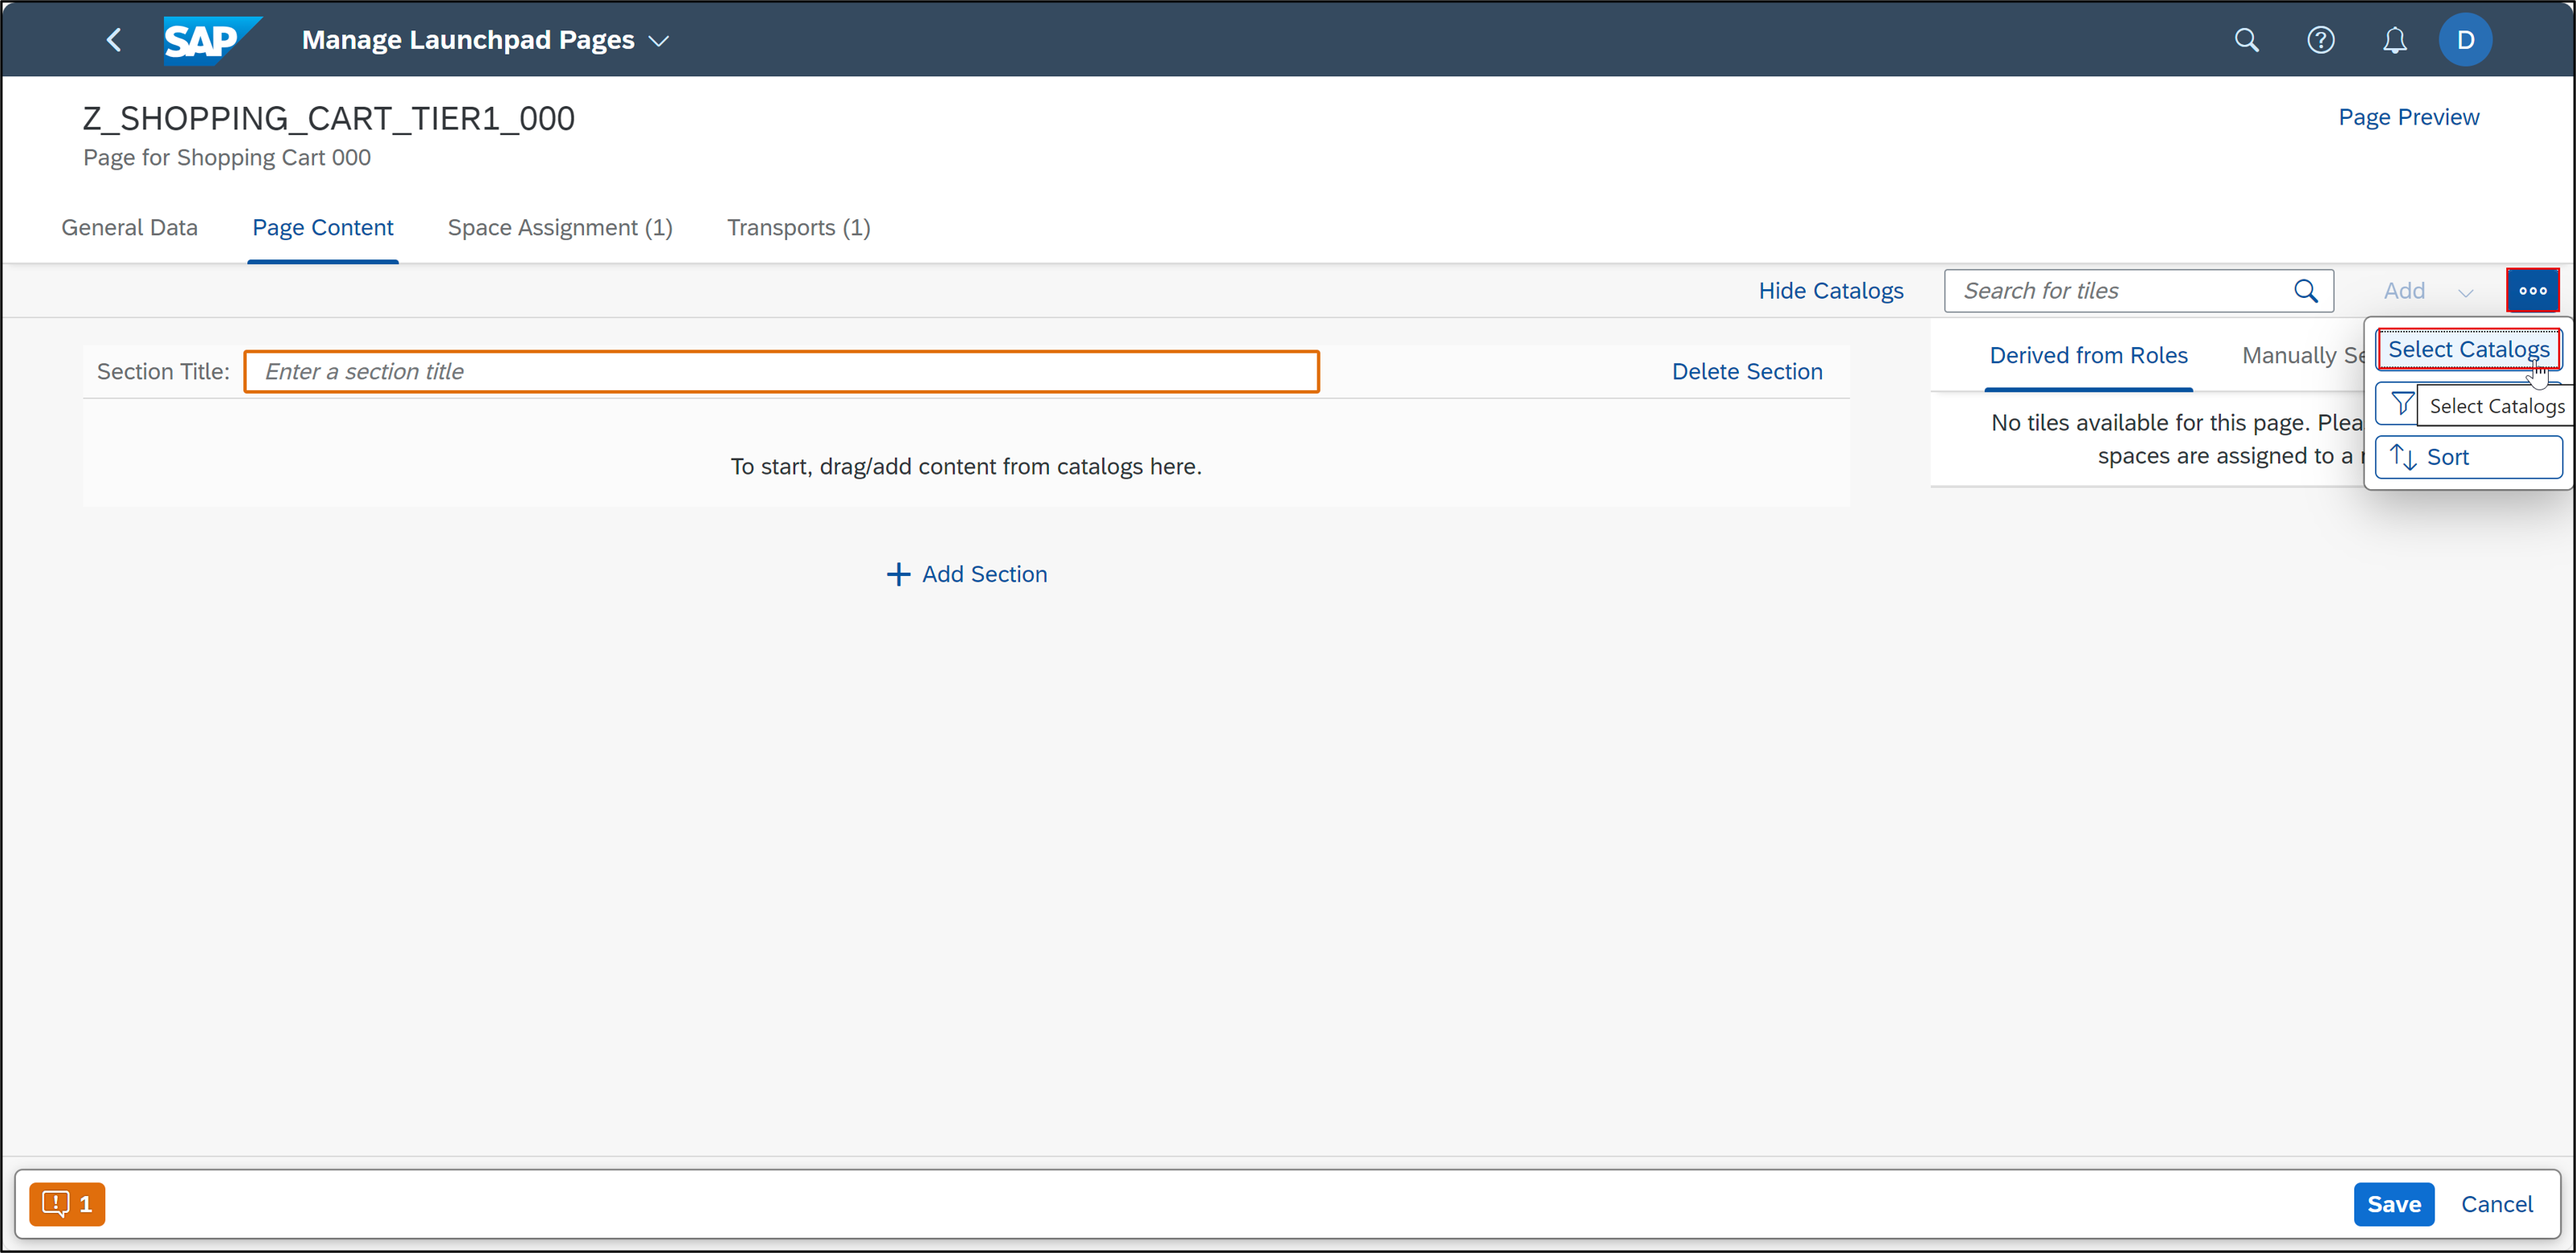 SAP Manage Launchpad Pages D
Z_SHOPPING_CART_TIER1_000
Page Preview
Page for Shopping Cart 000
General Data Page Content Space Assignment (1) Transports (1)
Hide Catalogs Search for tiles Add
Section Title: Enter a section title Delete Section
Derived from Roles Manually Se
Select Catalogs
Select Catalogs
No tiles available for this page. Plea
spaces are assigned to a r
Sort
To start, drag/add content from catalogs here.
Add Section
1 Save Cancel